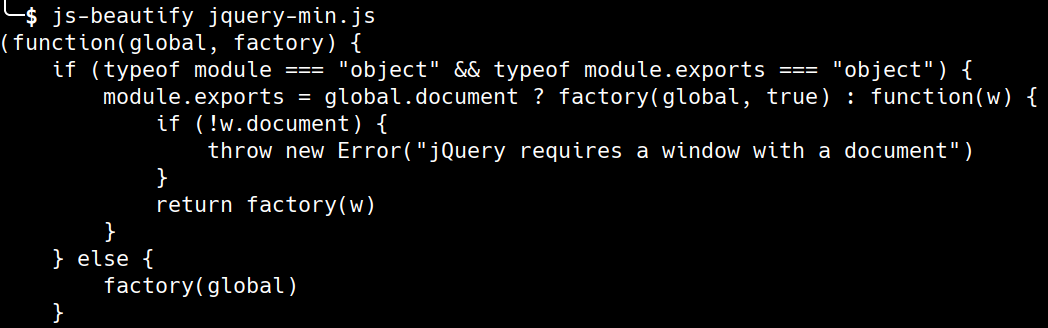 ╰─$ js-beautify jquery-min.js
(function(global, factory) {
    if (typeof module === "object" && typeof module.exports === "object") {
        module.exports = global.document ? factory(global, true) : function(w) {
            if (!w.document) {
                throw new Error("jQuery requires a window with a document")
            }
            return factory(w)
        }
    } else {
        factory(global)
    }